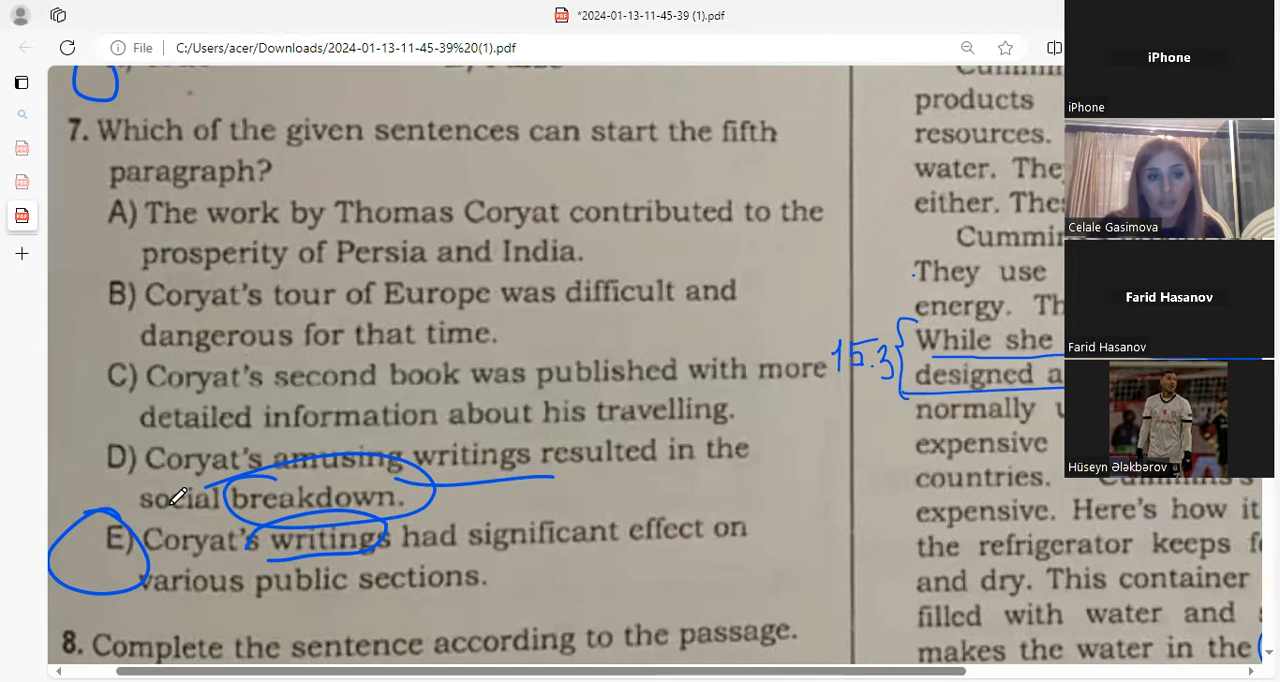 *2024-01-13-11-45-39 (1).pdf
File | C:/Users/acer/Downloads/2024-01-13-11-45-39%20(1).pdf
7. Which of the given sentences can start the fifth
paragraph?
A) The work by Thomas Coryat contributed to the
prosperity of Persia and India.
B) Coryat's tour of Europe was difficult and
dangerous for that time.
C) Coryat's second book was published with more
detailed information about his travelling.
D) Coryat's amusing writings resulted in the
social breakdown.
E) Coryat's writings had significant effect on
various public sections.
8. Complete the sentence according to the passage.
products
resources.
water. They
either. Thes
Cummin
They use
energy. Th
15.3
While she
designed a
normally u
expensive
countries. Cummins's
expensive. Here's how it
the refrigerator keeps f
and dry. This container
filled with water and
makes the water in the
iPhone
iPhone
Celale Gasimova
Farid Hasanov
Farid Hasanov
Hüseyn Ələkbərov